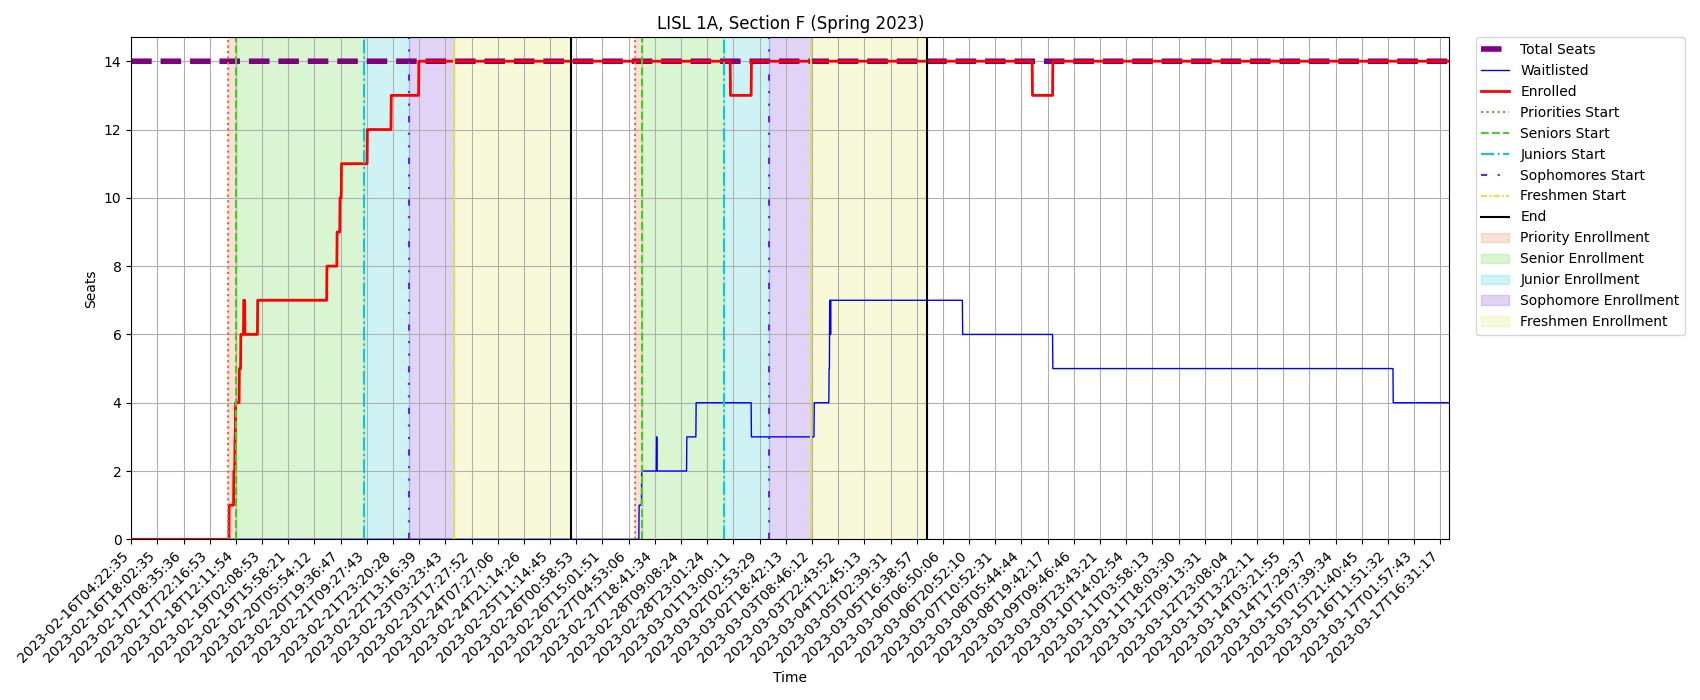 LISL 1A, Section F (Spring 2023)
Total Seats
Waitlisted
Enrolled
Priorities Start
Seniors Start
Juniors Start
Sophomores Start
Freshmen Start
End
Priority Enrollment
Senior Enrollment
Junior Enrollment
Sophomore Enrollment
Freshmen Enrollment
Seats
14
12
10
8
6
4
2
0
2023-02-16T04:22:35
2023-02-16T18:02:35
2023-02-17T08:35:36
2023-02-17T22:16:53
2023-02-18T12:11:54
2023-02-19T02:08:53
2023-02-19T15:58:21
2023-02-20T05:54:12
2023-02-20T19:36:47
2023-02-21T09:27:43
2023-02-21T23:20:28
2023-02-22T13:16:39
2023-02-23T03:23:43
2023-02-23T17:27:52
2023-02-24T07:27:06
2023-02-24T21:14:26
2023-02-25T11:14:45
2023-02-26T00:58:53
2023-02-26T15:01:51
2023-02-27T04:53:06
2023-02-27T18:41:34
2023-02-28T09:08:24
2023-02-28T23:01:24
2023-03-01T13:00:11
2023-03-02T02:53:29
2023-03-02T18:42:13
2023-03-03T08:46:12
2023-03-03T22:43:52
2023-03-04T12:45:13
2023-03-05T02:39:31
2023-03-05T16:38:57
2023-03-06T06:50:06
2023-03-06T20:52:10
2023-03-07T10:52:31
2023-03-08T05:44:44
2023-03-08T19:42:17
2023-03-09T09:46:46
2023-03-09T23:43:21
2023-03-10T14:02:54
2023-03-11T03:58:13
2023-03-11T18:03:30
2023-03-12T09:13:31
2023-03-12T23:08:04
2023-03-13T13:22:11
2023-03-14T03:21:55
2023-03-14T17:29:37
2023-03-15T07:39:34
2023-03-15T21:40:45
2023-03-16T11:51:32
2023-03-17T01:57:43
2023-03-17T16:31:17
Time